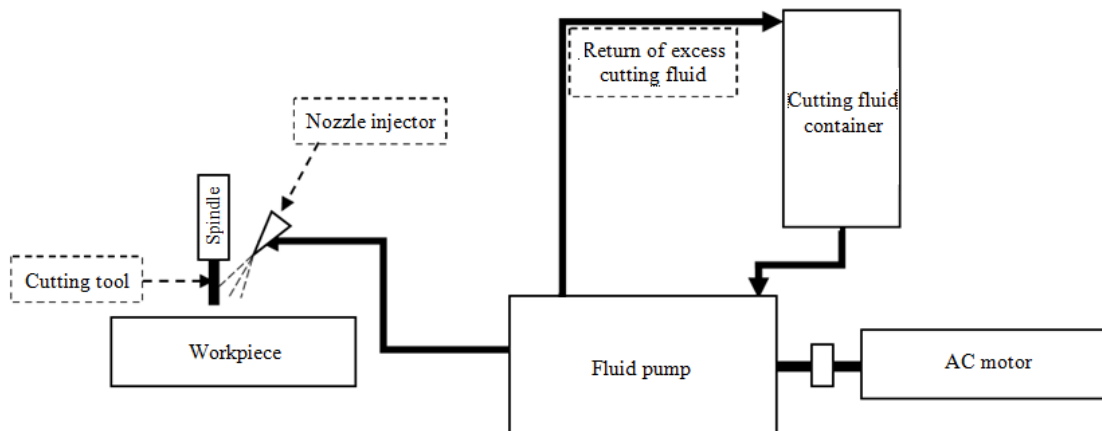 Return of excess
cutting fluid
Cutting fluid
container
Nozzle injector
Spindle
Cutting tool
Workpiece
Fluid pump
AC motor